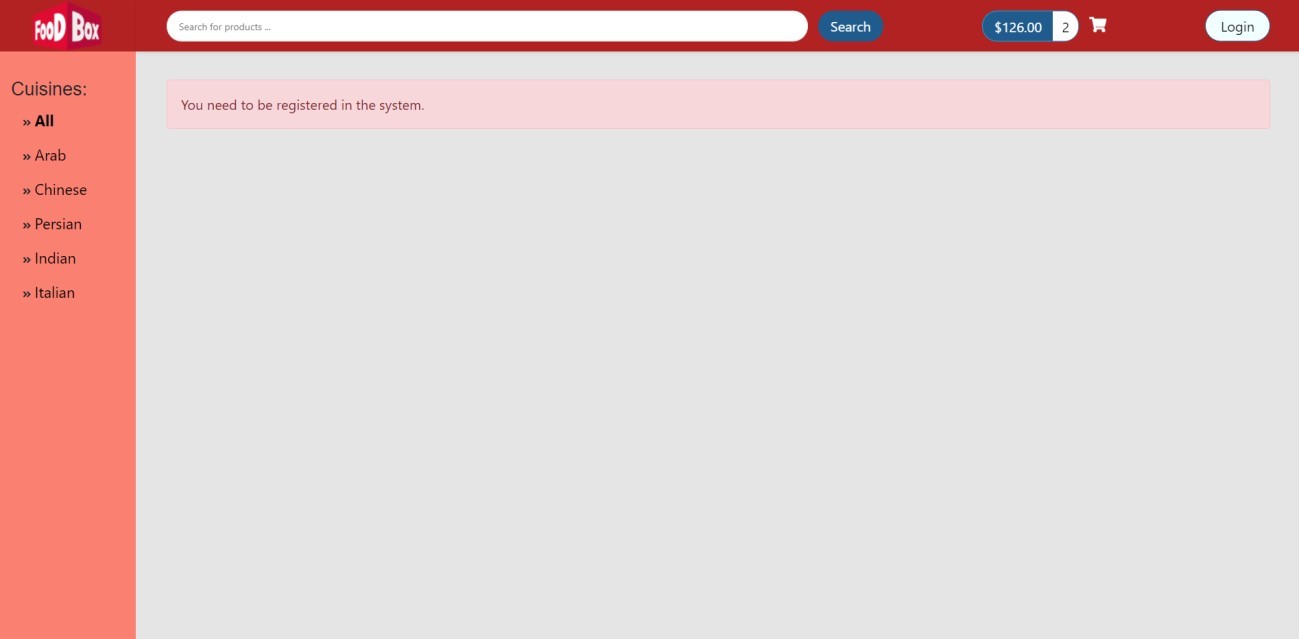 FooD Box
Search for products ...
Search
$126.00 2
Login
Cuisines:
» All
» Arab
» Chinese
» Persian
» Indian
» Italian
You need to be registered in the system.